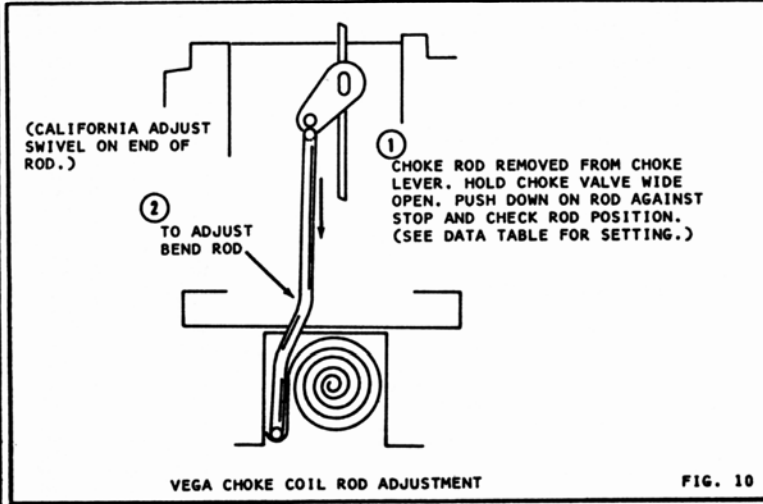 (CALIFORNIA ADJUST
SWIVEL ON END OF
ROD.)
1
CHOKE ROD REMOVED FROM CHOKE
LEVER. HOLD CHOKE VALVE WIDE
OPEN. PUSH DOWN ON ROD AGAINST
STOP AND CHECK ROD POSITION.
(SEE DATA TABLE FOR SETTING.)
2
TO ADJUST
BEND ROD
VEGA CHOKE COIL ROD ADJUSTMENT
FIG. 10